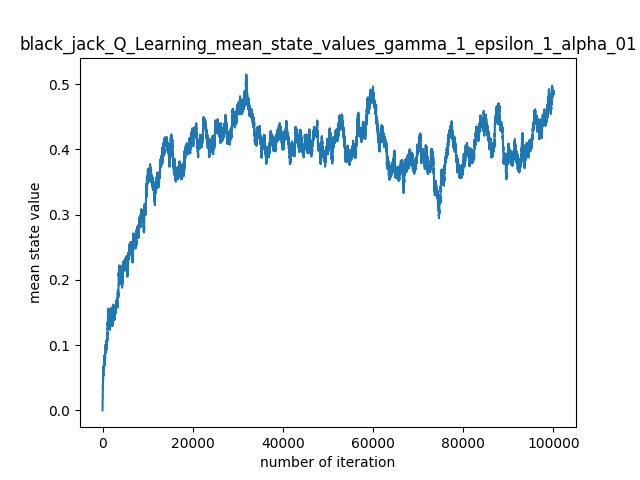 black_jack_Q_Learning_mean_state_values_gamma_1_epsilon_1_alpha_01
0.5
0.4
0.3
0.2
0.1
0.0
mean state value
0 20000 40000 60000 80000 100000
number of iteration